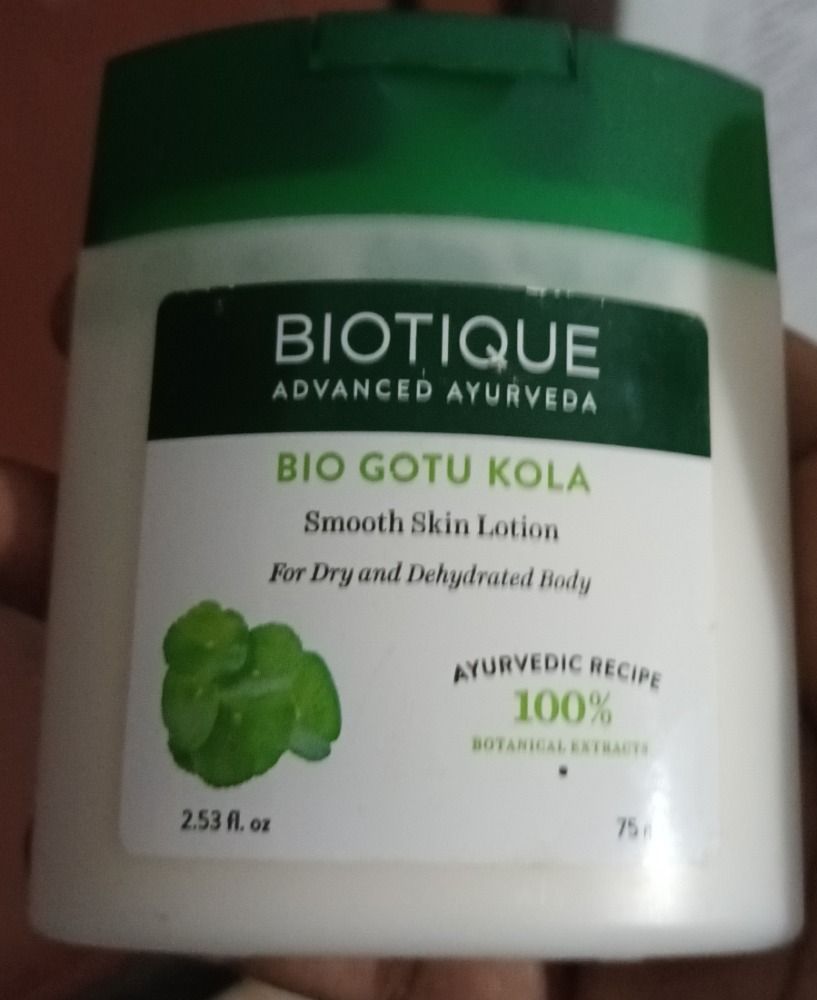 BIOTIQUE
ADVANCED AYURVEDA
BIO GOTU KOLA
Smooth Skin Lotion
For Dry and Dehydrated Body
AYURVEDIC RECIPE
100%
BOTANICAL EXTRACTS
2.53 fl. oz
75